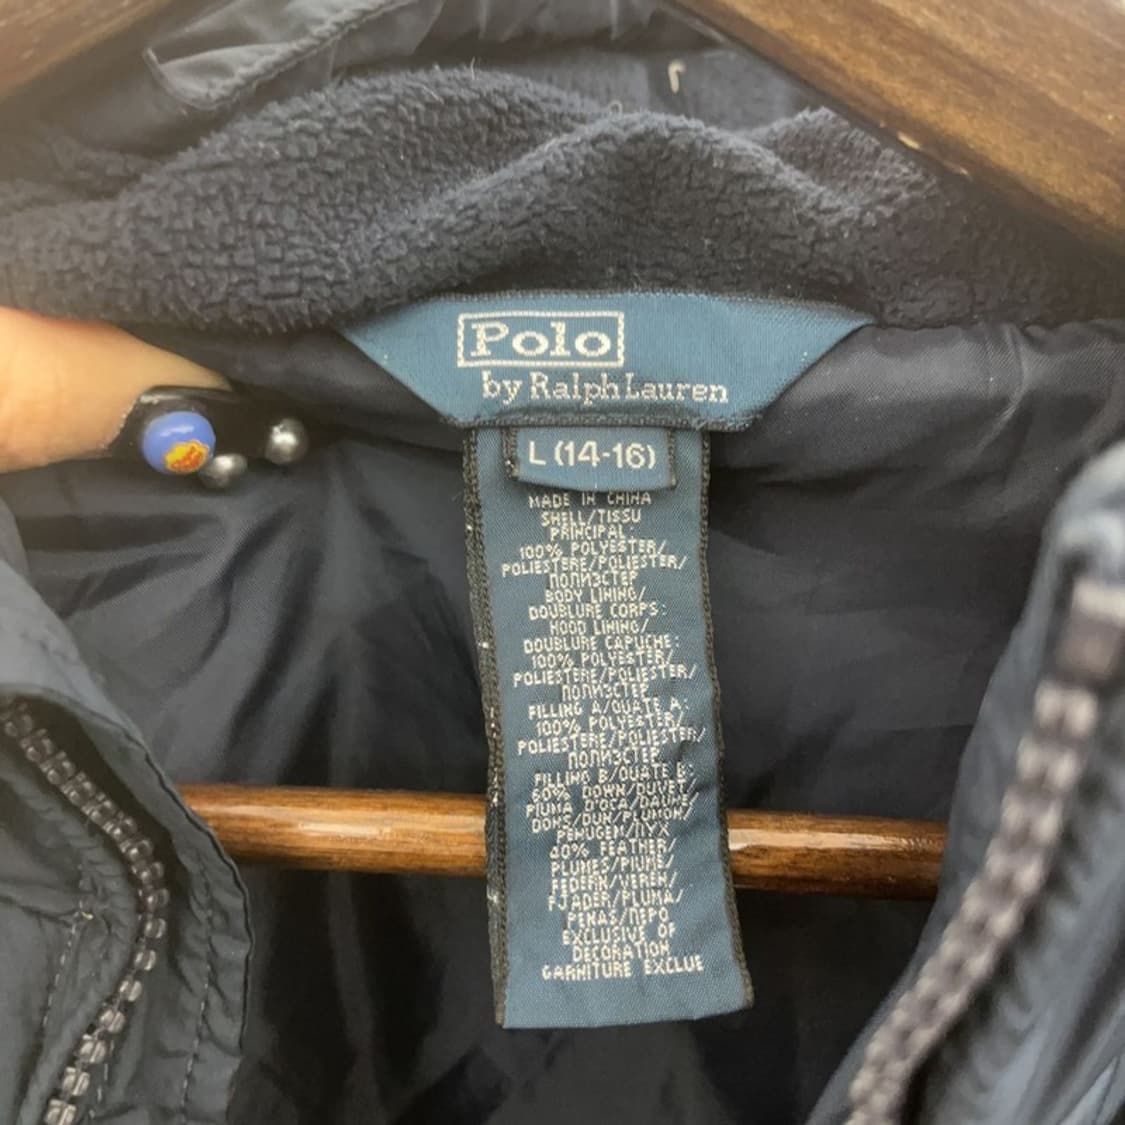 Polo
by Ralph Lauren
L (14-16)
MADE IN CHINA
SHELL/TISSU
PRINCIPAL:
100% POLYESTER/
POLIESTERE/POLIESTER/
ПОЛИЭСТЕР
BODY LINING/
DOUBLURE CORPS:
HOOD LINING/
DOUBLURE CAPUCHE:
100% POLYESTER/
POLIESTERE/POLIESTER/
ПОЛИЭСТЕР
FILLING A/OUATE A:
100% POLYESTER/
POLIESTERE/POLIESTER/
ПОЛИЭСТЕР
FILLING B/OUATE B:
60% DOWN/DUVET/
PIUMA D'OCA/DAUNE/
DONS/DUN/PLUMON/
PENUGEM/ПУХ
40% FEATHER/
PLUMES/PIUME/
FEDERN/VEREN/
FJADER/PLUMA/
PENAS/ПЕРО
EXCLUSIVE OF
DECORATION
GARNITURE EXCLUE